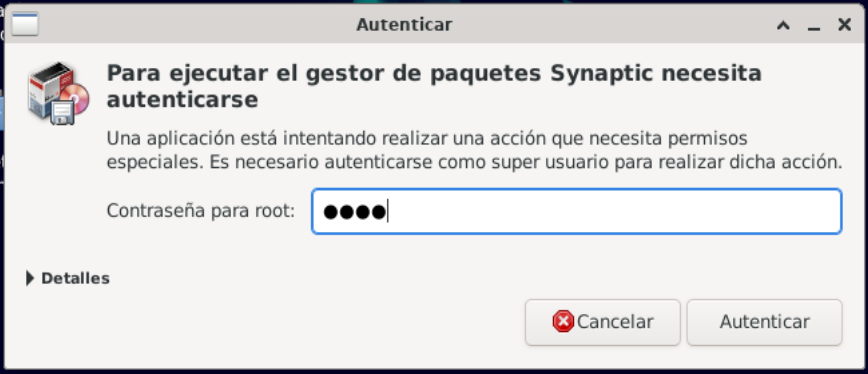 Autenticar
Para ejecutar el gestor de paquetes Synaptic necesita
autenticarse
Una aplicación está intentando realizar una acción que necesita permisos
especiales. Es necesario autenticarse como super usuario para realizar dicha acción.
Contraseña para root: ●●●●
Detalles
Cancelar Autenticar